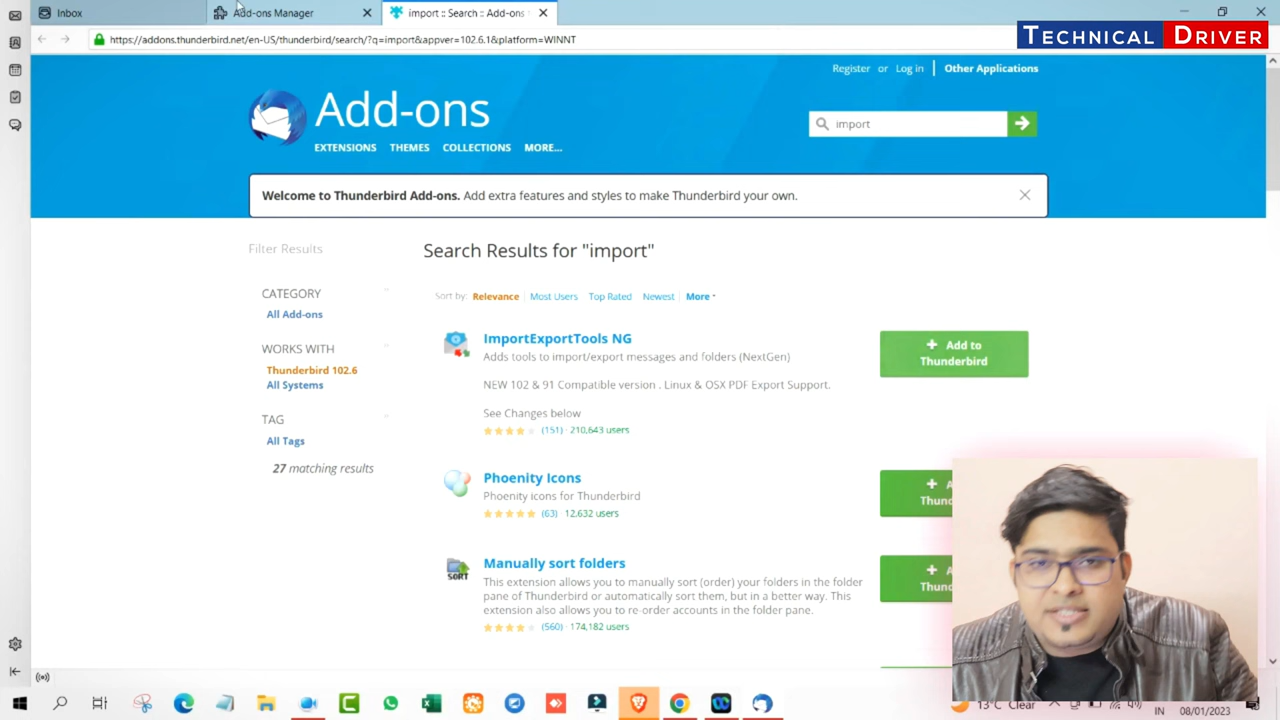 Inbox
Add-ons Manager
import :: Search :: Add-ons
https://addons.thunderbird.net/en-US/thunderbird/search/?q=import&appver=102.6.1&platform=WINNT
TECHNICAL DRIVER
Register or Log in | Other Applications
Add-ons
import
EXTENSIONS THEMES COLLECTIONS MORE...
Welcome to Thunderbird Add-ons. Add extra features and styles to make Thunderbird your own.
Filter Results
CATEGORY
All Add-ons
WORKS WITH
Thunderbird 102.6
All Systems
TAG
All Tags
27 matching results
Search Results for "import"
Sort by: Relevance Most Users Top Rated Newest More
ImportExportTools NG
Adds tools to import/export messages and folders (NextGen)
NEW 102 & 91 Compatible version . Linux & OSX PDF Export Support.
See Changes below
(151) · 210,643 users
+ Add to
Thunderbird
Phoenity Icons
Phoenity icons for Thunderbird
(63) · 12,632 users
+ A
Thun
Manually sort folders
This extension allows you to manually sort (order) your folders in the folder
pane of Thunderbird or automatically sort them, but in a better way. This
extension also allows you to re-order accounts in the folder pane.
(560) · 174,182 users
+ A
Thun
SORT
13°C Clear
IN
08/01/2023